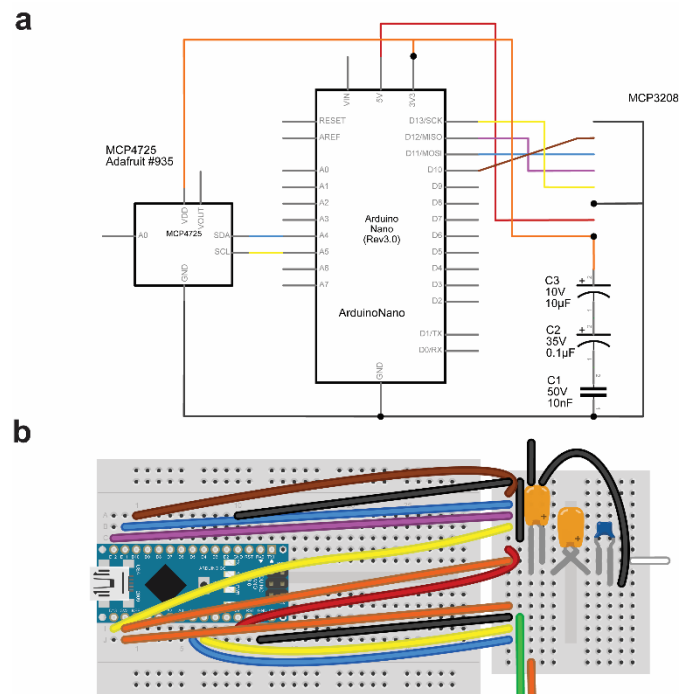 a
VIN
5V
3V3
MCP3208
RESET
AREF
D13/SCK
D12/MISO
D11/MOSI
D10
MCP4725
Adafruit #935
VDD
VOUT
A0
A1
A2
A3
A4
A5
A6
A7
D9
D8
D7
D6
D5
D4
D3
D2
A0
MCP4725
SDA
SCL
GND
Arduino
Nano
(Rev3.0)
ArduinoNano
D1/TX
D0/RX
GND
C3
10V
10µF
C2
35V
0.1µF
C1
50V
10nF
b